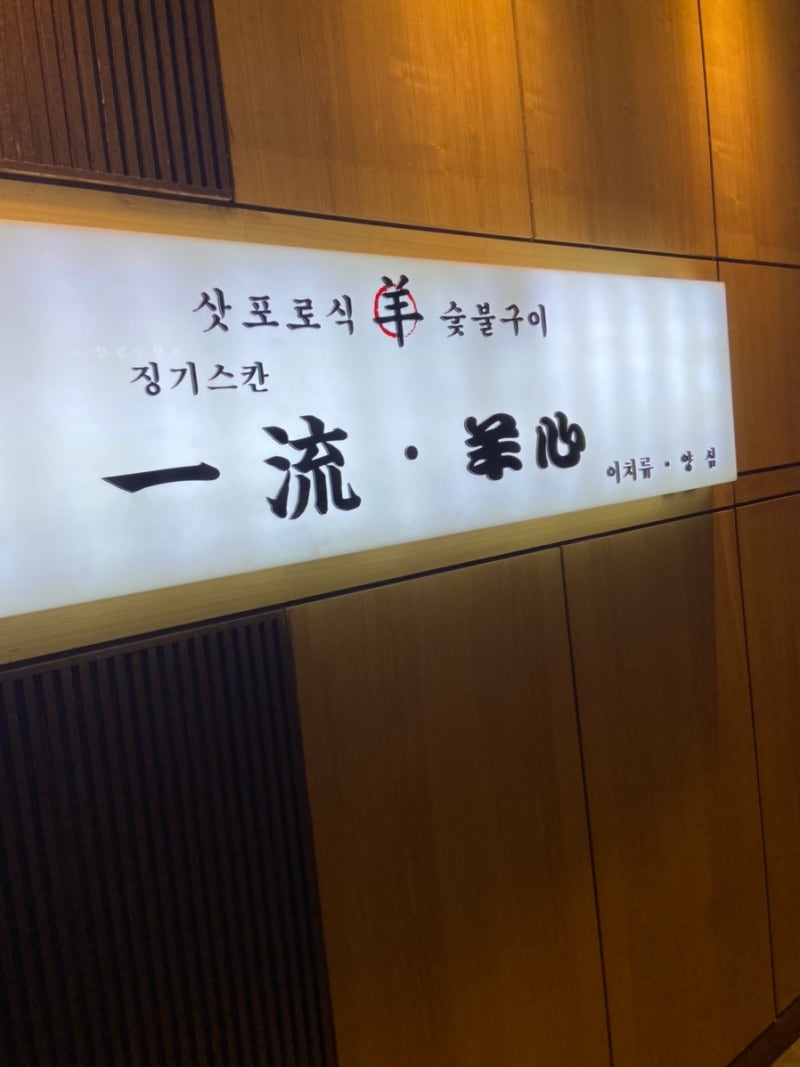 삿포로식 羊 숯불구이
징기스칸
一流·羊心 이치류·양심